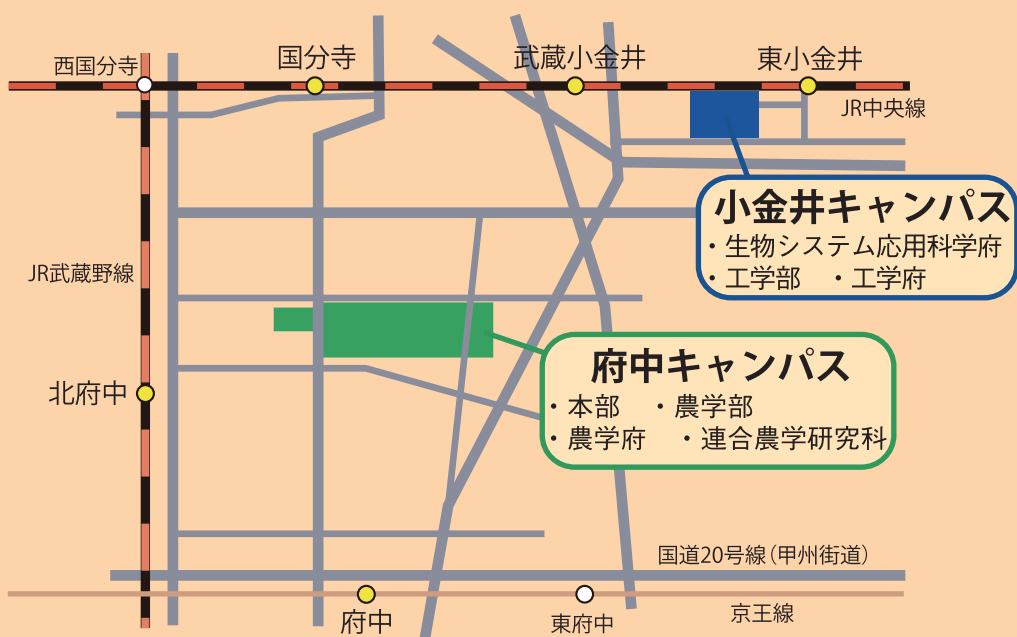 西国分寺
国分寺
武蔵小金井
東小金井
JR中央線
小金井キャンパス
・生物システム応用科学府
・工学部　・工学府
JR武蔵野線
府中キャンパス
北府中
・本部　・農学部
・農学府　・連合農学研究科
国道20号線（甲州街道）
府中
東府中
京王線